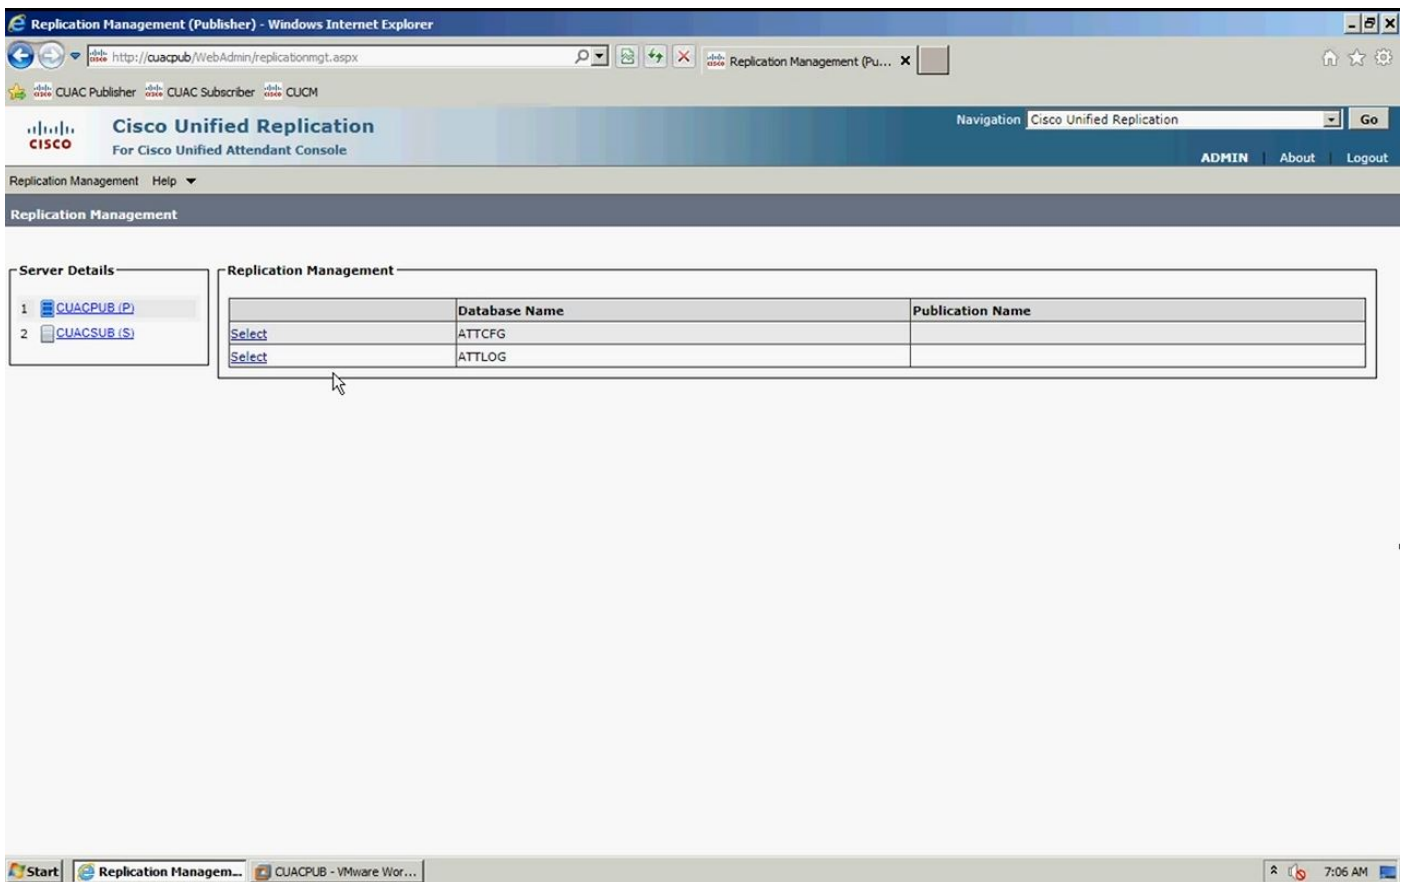 Replication Management (Publisher) - Windows Internet Explorer
http://cuacpub/WebAdmin/replicationmgt.aspx
Replication Management (Pu...
CUAC Publisher CUAC Subscriber CUCM
CISCO
Cisco Unified Replication
For Cisco Unified Attendant Console
Navigation Cisco Unified Replication Go
ADMIN | About | Logout
Replication Management Help
Replication Management
Server Details
1 CUACPUB (P)
2 CUACSUB (S)
Replication Management
Database Name Publication Name
Select ATTCFG
Select ATTLOG
Start Replication Managem... CUACPUB - VMware Wor... 7:06 AM